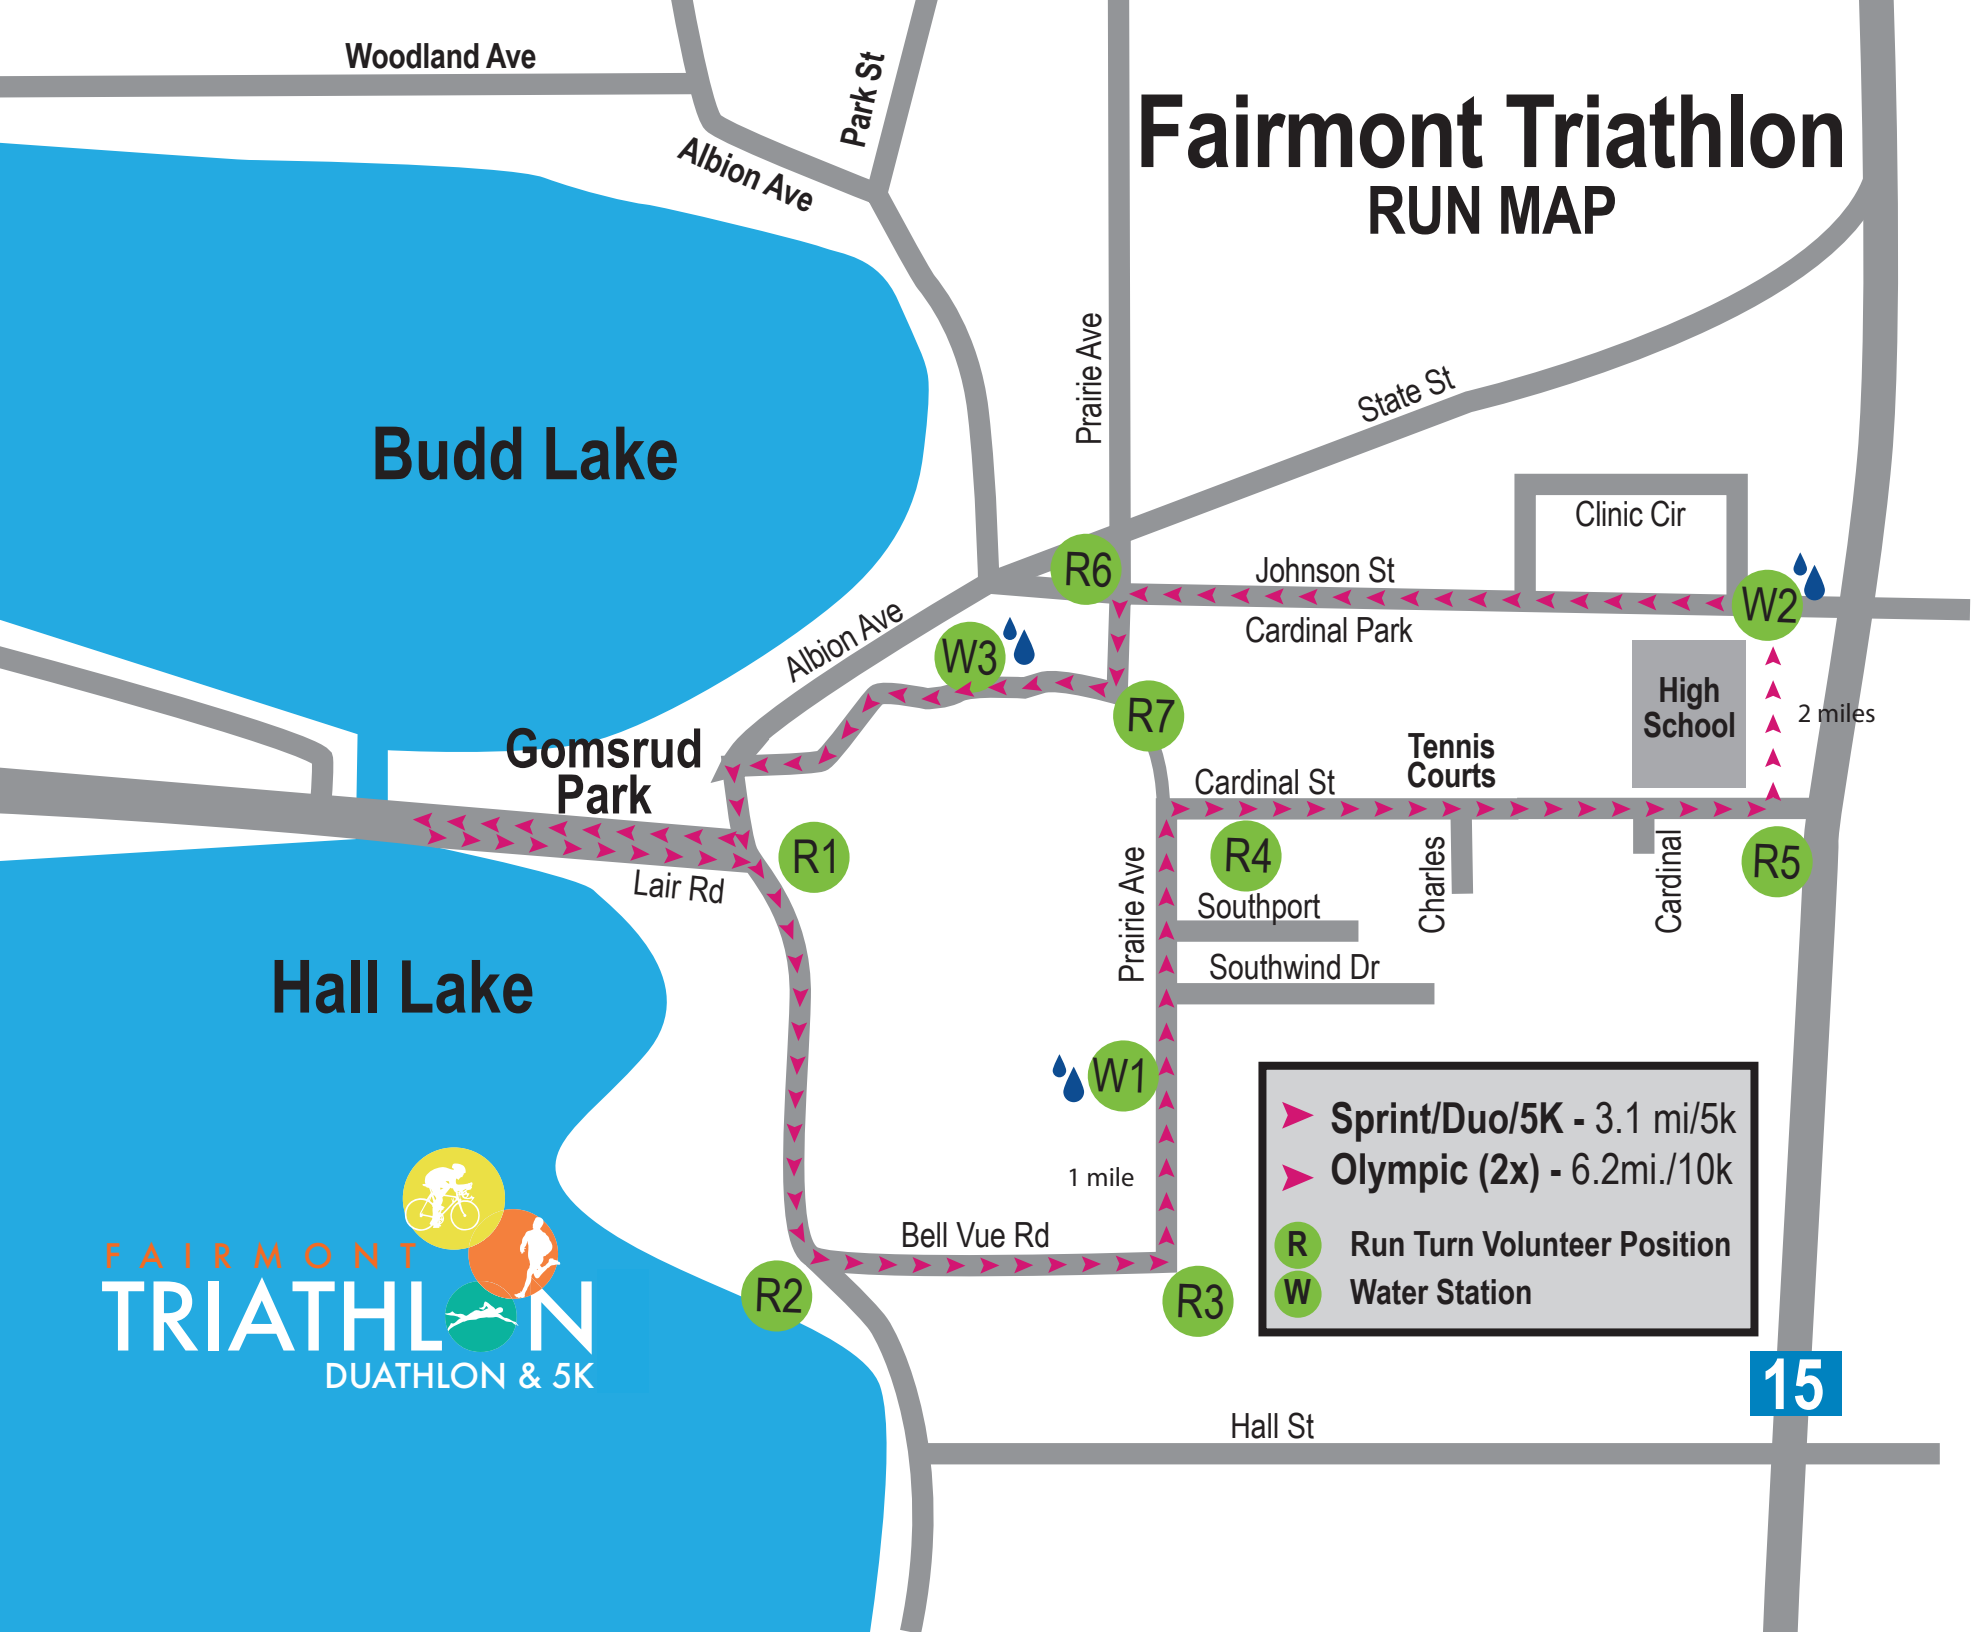 Woodland Ave
Park St
Albion Ave
Fairmont Triathlon
RUN MAP
Prairie Ave
State St
Budd Lake
Clinic Cir
R6
Johnson St
W2
Cardinal Park
Albion Ave
W3
High
School
2 miles
R7
Gomsrud
Park
Tennis
Courts
Cardinal St
R1
R4
R5
Lair Rd
Prairie Ave
Charles
Cardinal
Southport
Southwind Dr
Hall Lake
W1
1 mile
Sprint/Duo/5K - 3.1 mi/5k
Olympic (2x) - 6.2mi./10k
R Run Turn Volunteer Position
W Water Station
Bell Vue Rd
R2
R3
FAIRMONT
TRIATHLON
DUATHLON & 5K
15
Hall St